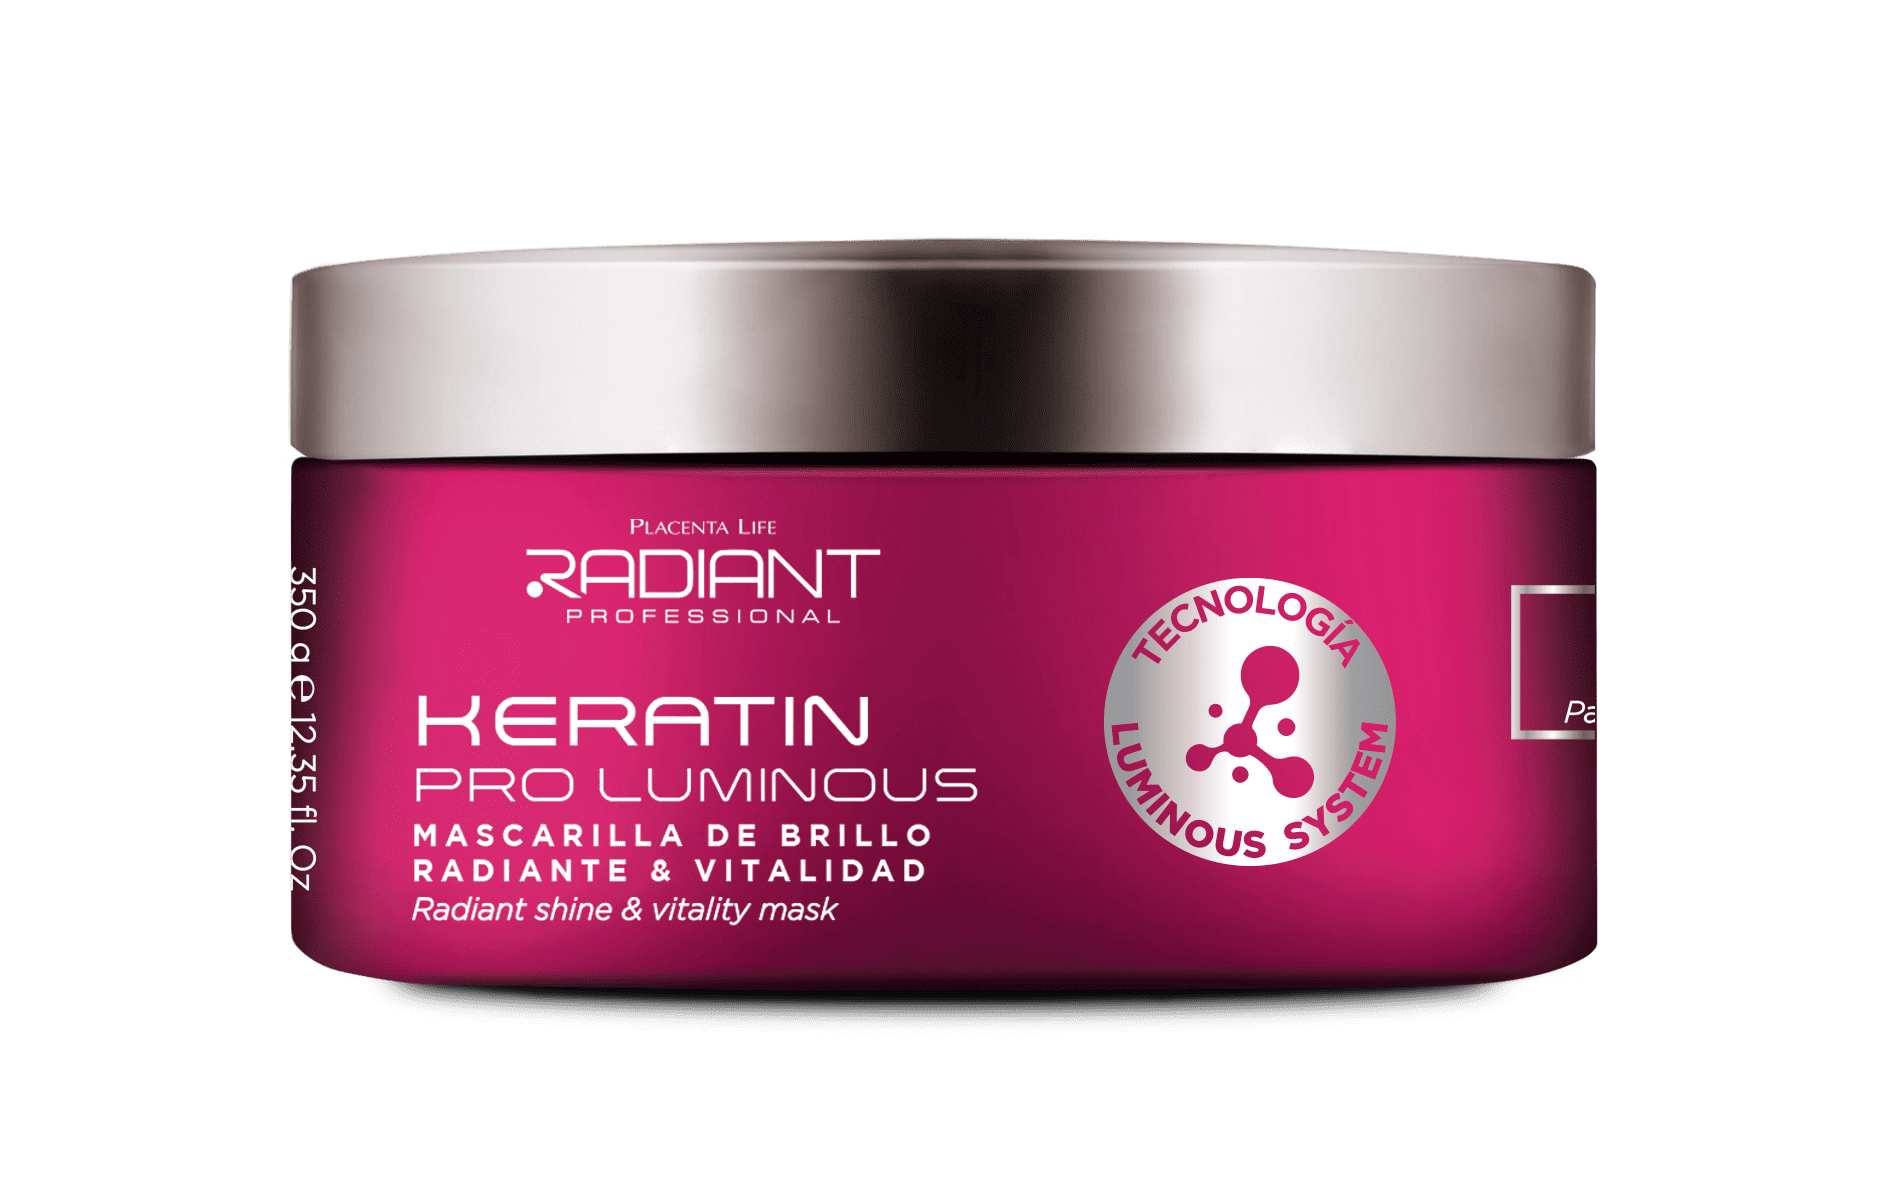 PLACENTA LIFE
RADIANT
PROFESSIONAL
KERATIN
PRO LUMINOUS
MASCARILLA DE BRILLO
RADIANTE & VITALIDAD
Radiant shine & vitality mask
TECNOLOGÍA
LUMINOUS SYSTEM
350 g e 12.35 fl. Oz